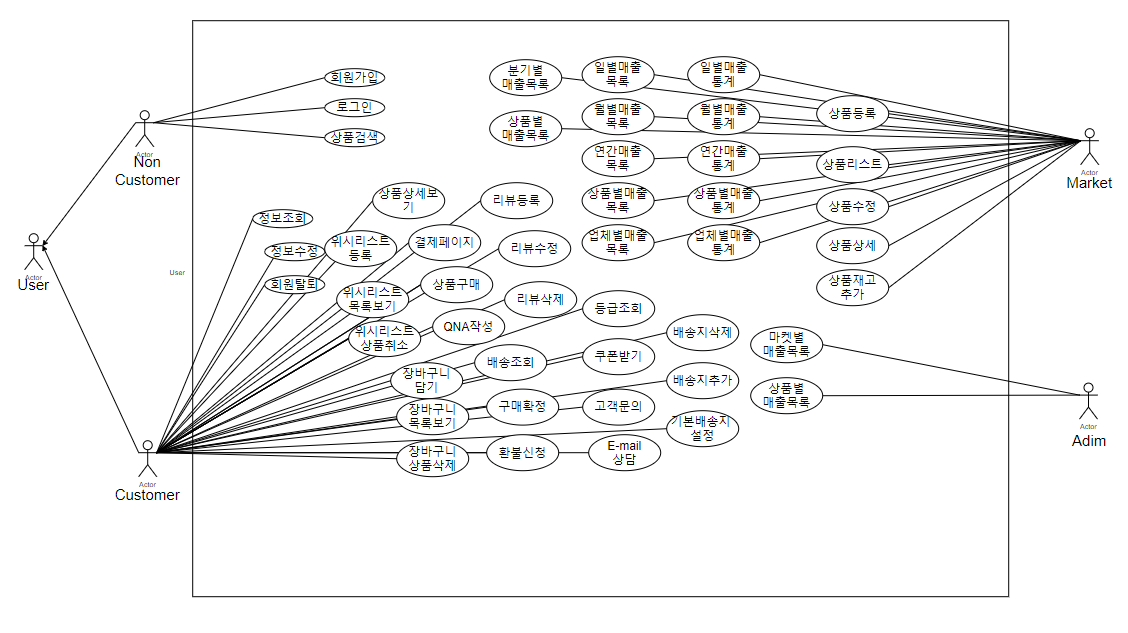 회원가입
로그인
상품검색
분기별
매출목록
일별매출
목록
일별매출
통계
상품별
매출목록
월별매출
목록
월별매출
통계
상품등록
연간매출
목록
연간매출
통계
상품리스트
상품별매출
목록
상품별매출
통계
상품수정
업체별매출
목록
업체별매출
통계
상품상세
상품재고
추가
Actor
Non
Customer
Actor
Market
Actor
User
User
정보조회
정보수정
회원탈퇴
상품상세보
기
리뷰등록
위시리스트
등록
결제페이지
리뷰수정
위시리스트
목록보기
상품구매
리뷰삭제
위시리스트
상품취소
QNA작성
등급조회
배송지삭제
장바구니
담기
배송조회
쿠폰받기
배송지추가
장바구니
목록보기
구매확정
고객문의
기본배송지
설정
장바구니
상품삭제
환불신청
E-mail
상담
마켓별
매출목록
상품별
매출목록
Actor
Adim
Actor
Customer